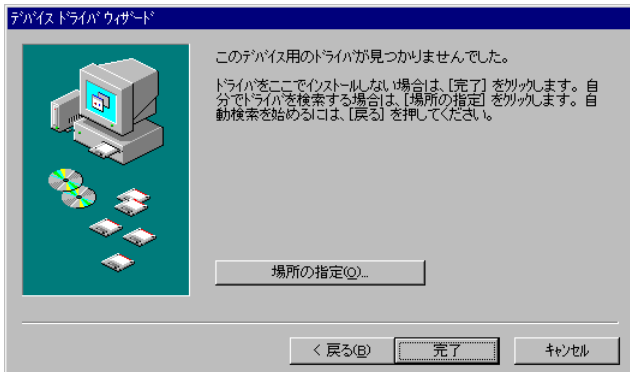 ﾃﾞﾊﾞｲｽ ﾄﾞﾗｲﾊﾞ ｳｨｻﾞｰﾄﾞ
このﾃﾞﾊﾞｲｽ用のﾄﾞﾗｲﾊﾞが見つかりませんでした。
ﾄﾞﾗｲﾊﾞをここでｲﾝｽﾄｰﾙしない場合は、[完了] をｸﾘｯｸします。自
分でﾄﾞﾗｲﾊﾞを検索する場合は、[場所の指定] をｸﾘｯｸします。自
動検索を始めるには、[戻る] を押してください。
場所の指定(O)...
< 戻る(B)
完了
ｷｬﾝｾﾙ